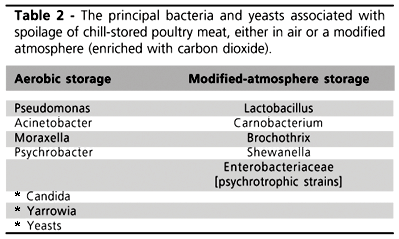 Table 2 - The principal bacteria and yeasts associated with
spoilage of chill-stored poultry meat, either in air or a modified
atmosphere (enriched with carbon dioxide).
Aerobic storage Modified-atmosphere storage
Pseudomonas Lactobacillus
Acinetobacter Carnobacterium
Moraxella Brochothrix
Psychrobacter Shewanella
Enterobacteriaceae
[psychrotrophic strains]
* Candida
* Yarrowia
* Yeasts